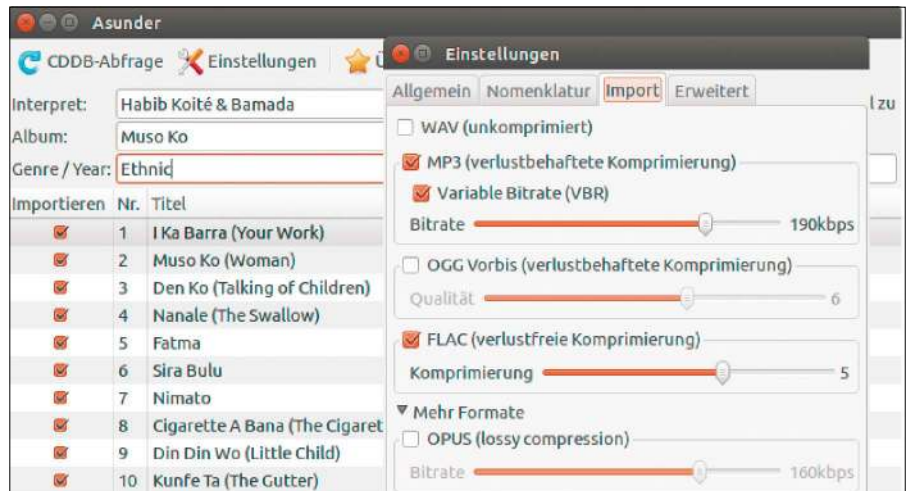 Asunder
CDDB-Abfrage Einstellungen Ü
Interpret: Habib Koité & Bamada
Album: Muso Ko
Genre / Year: Ethnic
Importieren Nr. Titel
1 I Ka Barra (Your Work)
2 Muso Ko (Woman)
3 Den Ko (Talking of Children)
4 Nanale (The Swallow)
5 Fatma
6 Sira Bulu
7 Nimato
8 Cigarette A Bana (The Cigaret
9 Din Din Wo (Little Child)
10 Kunfe Ta (The Gutter)
l zu
Einstellungen
Allgemein Nomenklatur Import Erweitert
WAV (unkomprimiert)
MP3 (verlustbehaftete Komprimierung)
Variable Bitrate (VBR)
Bitrate 190kbps
OGG Vorbis (verlustbehaftete Komprimierung)
Qualität 6
FLAC (verlustfreie Komprimierung)
Komprimierung 5
Mehr Formate
OPUS (lossy compression)
Bitrate 160kbps